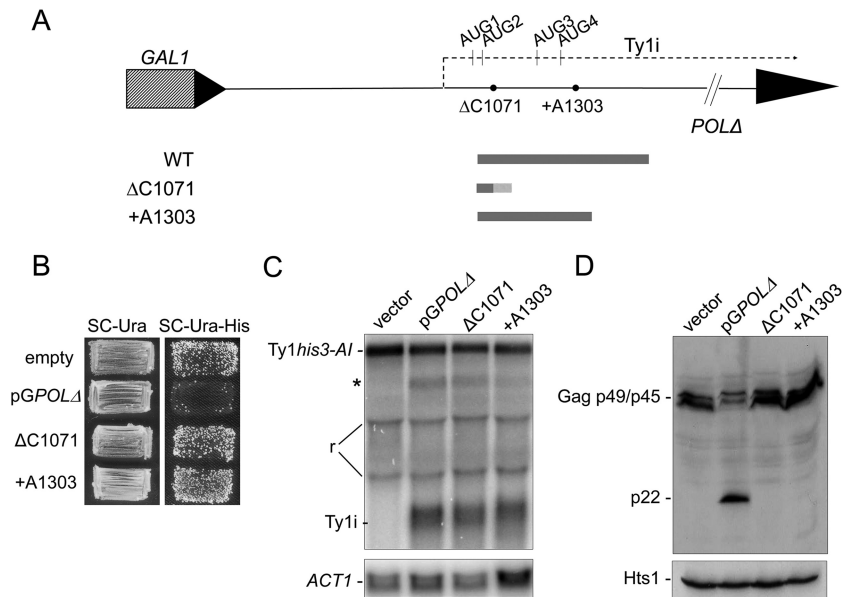 A
GAL1
AUG1
AUG2
AUG3
AUG4
Ty1i
ΔC1071
+A1303
POLΔ
WT
ΔC1071
+A1303
B
SC-Ura
SC-Ura-His
empty
pGPOLΔ
ΔC1071
+A1303
C
vector
pGPOLΔ
ΔC1071
+A1303
Ty1his3-AI -
*
r
Ty1i -
ACT1 -
D
vector
pGPOLΔ
ΔC1071
+A1303
Gag p49/p45 -
p22 -
Hts1 -